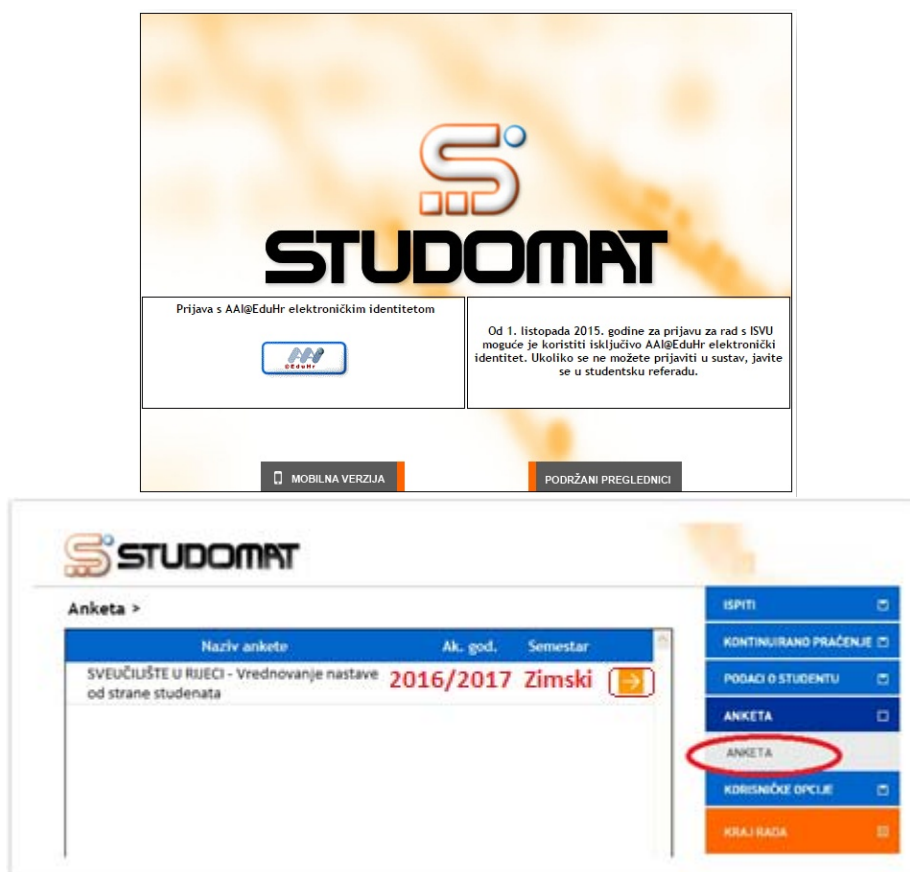 STUDOMAT
Prijava s AAI@EduHr elektroničkim identitetom
AAI
@EduHr
Od 1. listopada 2015. godine za prijavu za rad s ISVU
moguće je koristiti isključivo AAI@EduHr elektronički
identitet. Ukoliko se ne možete prijaviti u sustav, javite
se u studentsku referadu.
MOBILNA VERZIJA
PODRŽANI PREGLEDNICI
STUDOMAT
Anketa >
Naziv ankete Ak. god. Semestar
SVEUČILIŠTE U RIJECI - Vrednovanje nastave
od strane studenata
2016/2017 Zimski
ISPITI
KONTINUIRANO PRAĆENJE
PODACI O STUDENTU
ANKETA
ANKETA
KORISNIČKE OPCIJE
KRAJ RADA